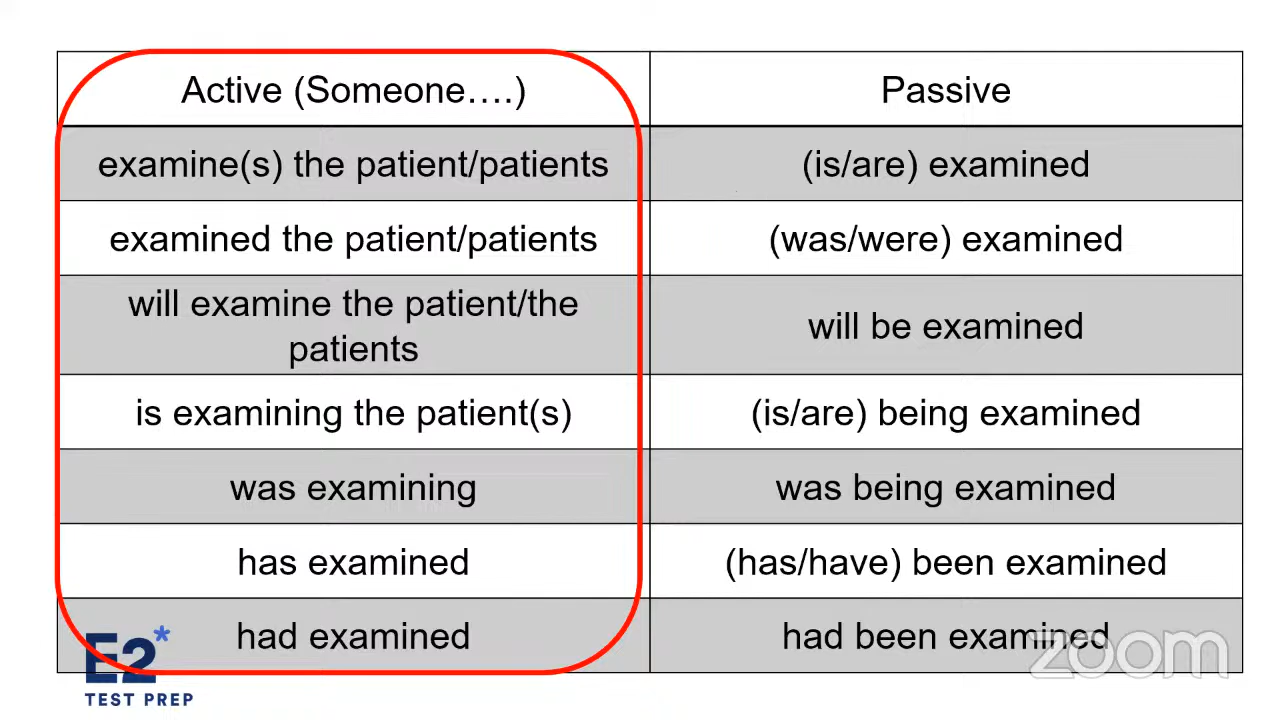 Active (Someone….)
Passive
examine(s) the patient/patients
(is/are) examined
examined the patient/patients
(was/were) examined
will examine the patient/the
patients
will be examined
is examining the patient(s)
(is/are) being examined
was examining
was being examined
has examined
(has/have) been examined
had examined
had been examined
E2*
TEST PREP
zoom